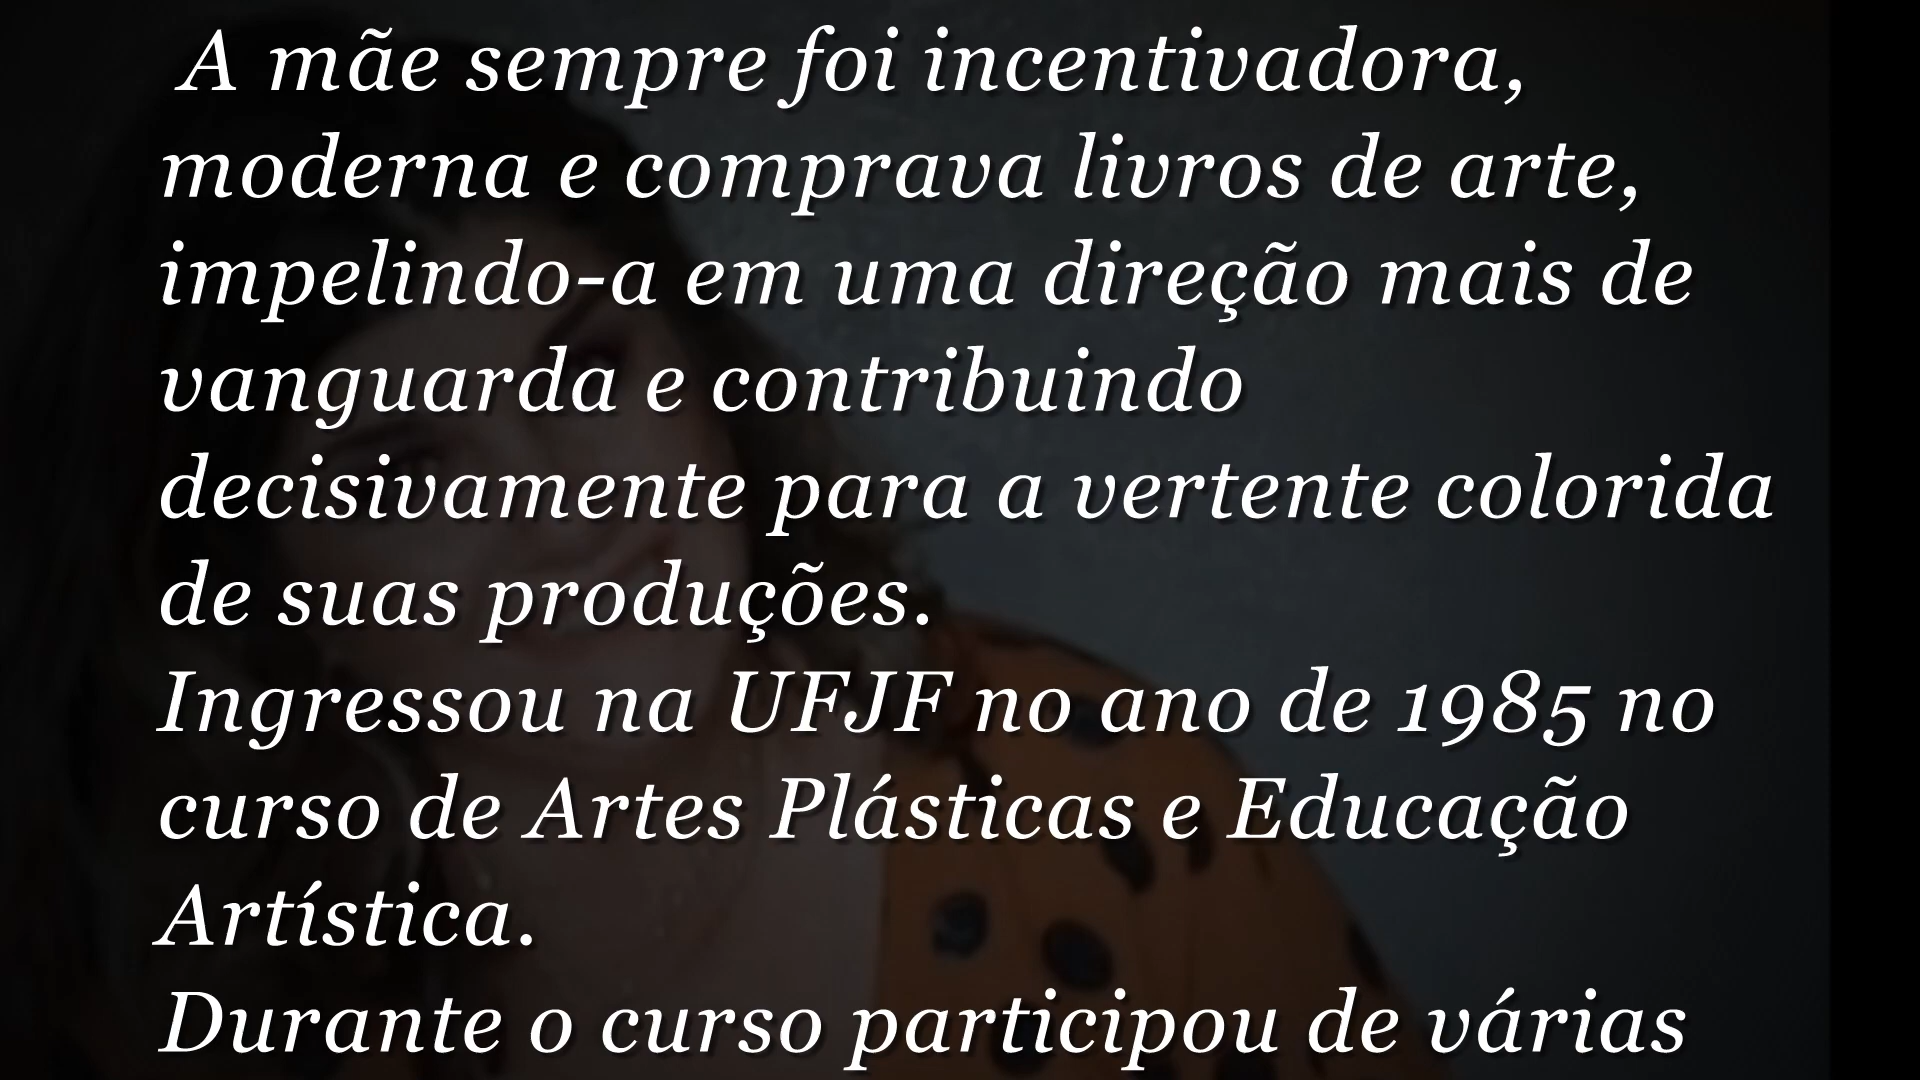 A mãe sempre foi incentivadora,
moderna e comprava livros de arte,
impelindo-a em uma direção mais de
vanguarda e contribuindo
decisivamente para a vertente colorida
de suas produções.
Ingressou na UFJF no ano de 1985 no
curso de Artes Plásticas e Educação
Artística.
Durante o curso participou de várias